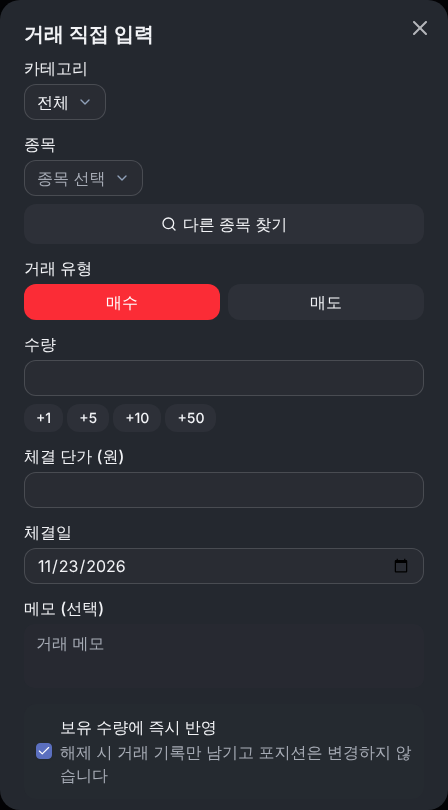 거래 직접 입력
카테고리
전체
종목
종목 선택
다른 종목 찾기
거래 유형
매수 매도
수량
+1 +5 +10 +50
체결 단가 (원)
체결일
11/23/2026
메모 (선택)
거래 메모
보유 수량에 즉시 반영
해제 시 거래 기록만 남기고 포지션은 변경하지 않
습니다